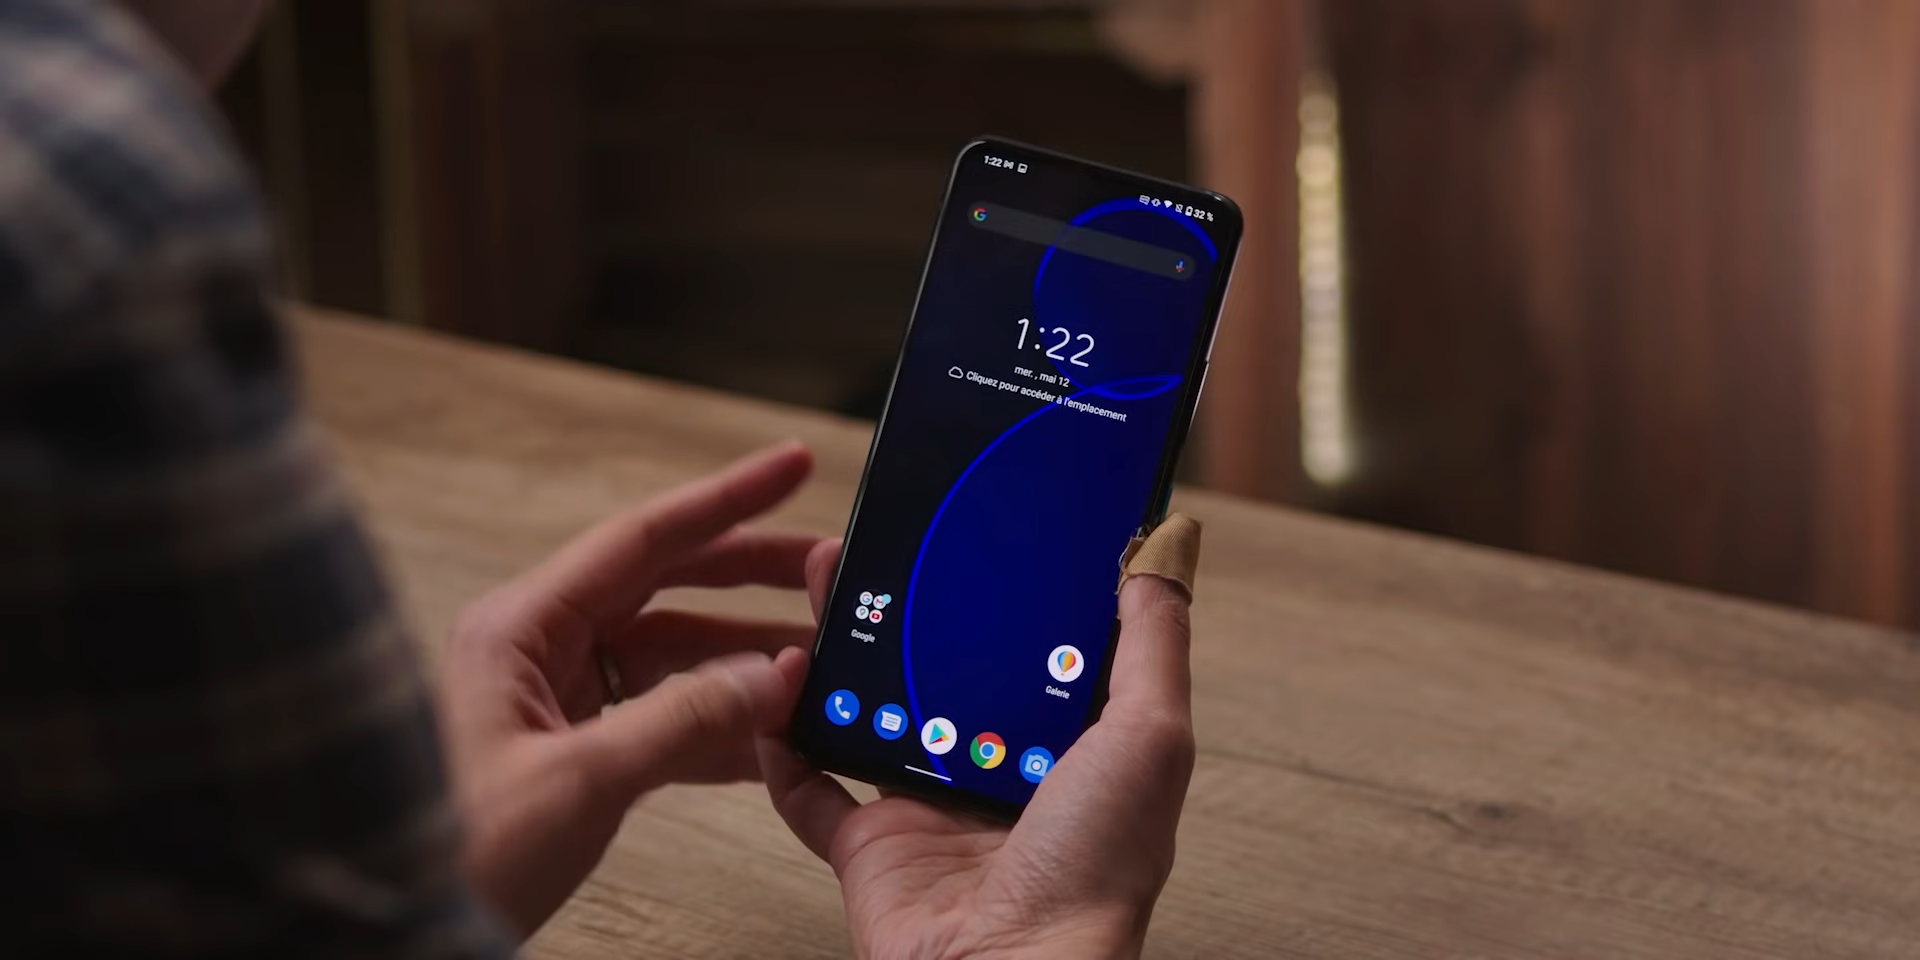 1:22
32 %
1:22
mer. , mai 12
Cliquez pour accéder à l'emplacement
Google
Galerie